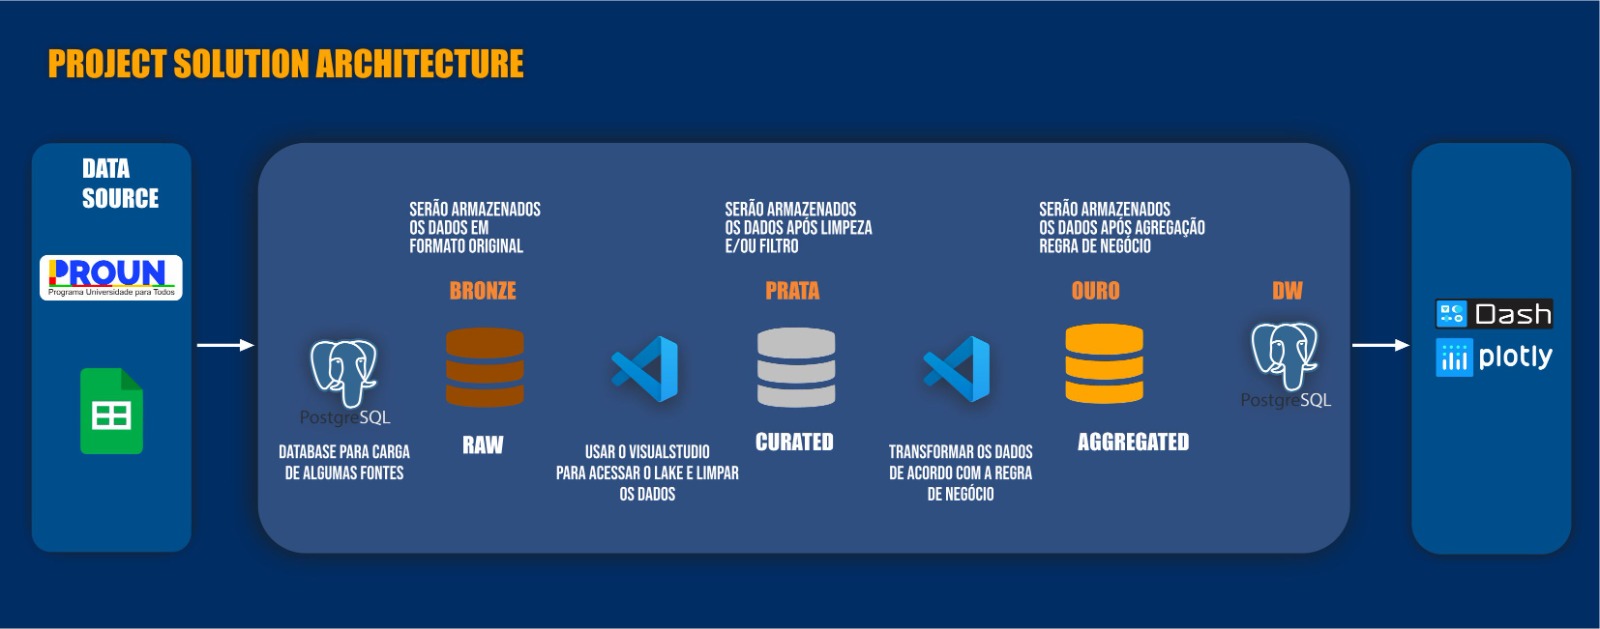 PROJECT SOLUTION ARCHITECTURE
DATA
SOURCE
PROUN
Programa Universidade para Todos
SERÃO ARMAZENADOS
OS DADOS EM
FORMATO ORIGINAL
BRONZE
RAW
PostgreSQL
DATABASE PARA CARGA
DE ALGUMAS FONTES
USAR O VISUALSTUDIO
PARA ACESSAR O LAKE E LIMPAR
OS DADOS
SERÃO ARMAZENADOS
OS DADOS APÓS LIMPEZA
E/OU FILTRO
PRATA
CURATED
TRANSFORMAR OS DADOS
DE ACORDO COM A REGRA
DE NEGÓCIO
SERÃO ARMAZENADOS
OS DADOS APÓS AGREGAÇÃO
REGRA DE NEGÓCIO
OURO
AGGREGATED
DW
PostgreSQL
Dash
plotly